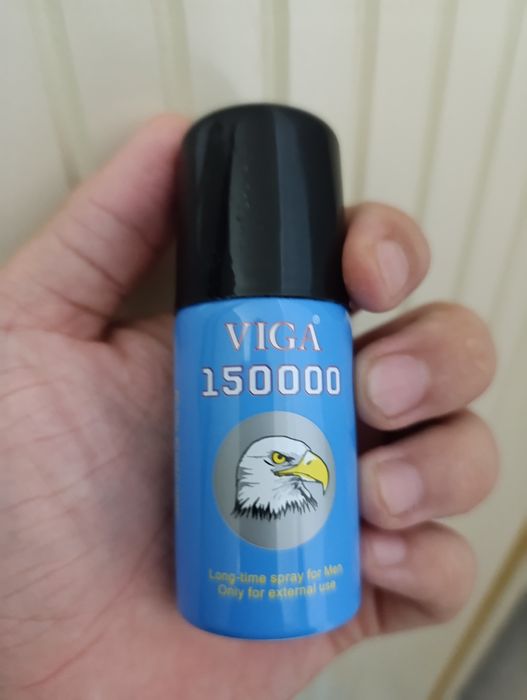 VIGA®
150000
Long-time spray for Men
Only for external use